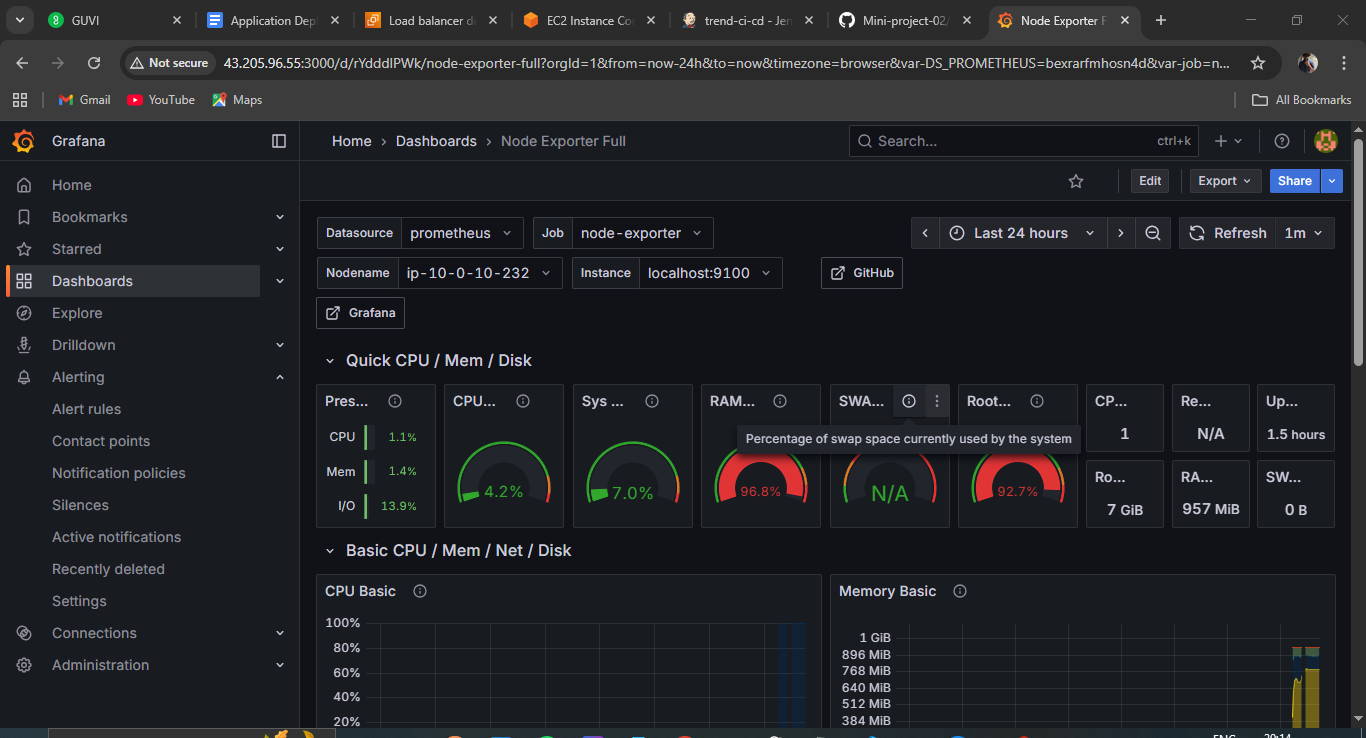 GUVI
Application Dep
Load balancer d
EC2 Instance Co
trend-ci-cd - Jen
Mini-project-02/
Node Exporter F
Not secure
43.205.96.55:3000/d/rYdddlPWk/node-exporter-full?orgId=1&from=now-24h&to=now&timezone=browser&var-DS_PROMETHEUS=bexrarfmhosn4d&var-job=n...
Gmail
YouTube
Maps
All Bookmarks
Grafana
Home › Dashboards › Node Exporter Full
Search...
ctrl+k
Edit
Export
Share
Home
Bookmarks
Starred
Dashboards
Explore
Drilldown
Alerting
Alert rules
Contact points
Notification policies
Silences
Active notifications
Recently deleted
Settings
Connections
Administration
Datasource prometheus
Job node-exporter
Last 24 hours
Refresh 1m
Nodename ip-10-0-10-232
Instance localhost:9100
GitHub
Grafana
Quick CPU / Mem / Disk
Pres...
CPU 1.1%
Mem 1.4%
I/O 13.9%
CPU...
4.2%
Sys ...
7.0%
RAM...
96.8%
SWA...
N/A
Percentage of swap space currently used by the system
Root...
92.7%
CP...
1
Re...
N/A
Up...
1.5 hours
Ro...
7 GiB
RA...
957 MiB
SW...
0 B
Basic CPU / Mem / Net / Disk
CPU Basic
100%
80%
60%
40%
20%
Memory Basic
1 GiB
896 MiB
768 MiB
640 MiB
512 MiB
384 MiB